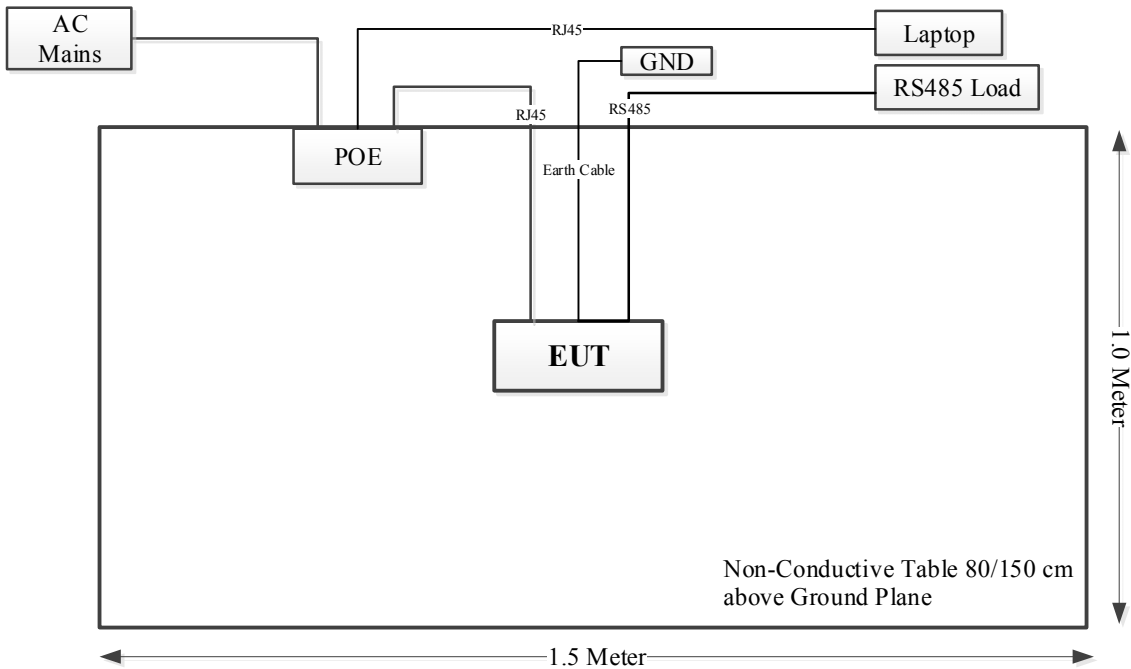 AC
Mains
RJ45
Laptop
GND
RS485 Load
RJ45
RS485
POE
Earth Cable
EUT
1.0 Meter
Non-Conductive Table 80/150 cm
above Ground Plane
1.5 Meter